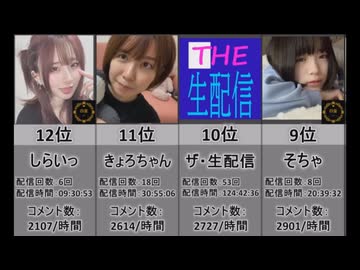 THE
生配信
12位
しらいっ
配信回数 6回
配信時間: 09:30:53
コメント数:
2107/時間
11位
きょろちゃん
配信回数 18回
配信時間: 30:55:06
コメント数:
2614/時間
10位
ザ・生配信
配信回数 53回
配信時間: 124:42:36
コメント数:
2727/時間
9位
そちゃ
配信回数 8回
配信時間: 20:39:32
コメント数:
2901/時間